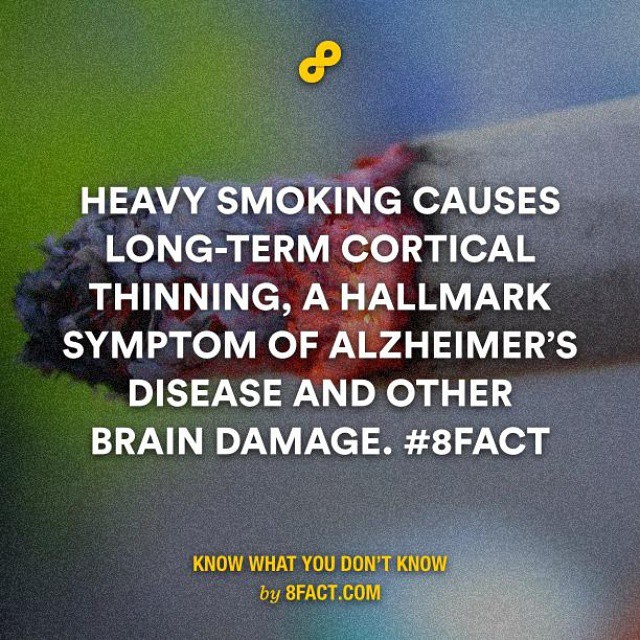 HEAVY SMOKING CAUSES
LONG-TERM CORTICAL
THINNING, A HALLMARK
SYMPTOM OF ALZHEIMER'S
DISEASE AND OTHER
BRAIN DAMAGE. #8FACT
KNOW WHAT YOU DON'T KNOW
by 8FACT.COM